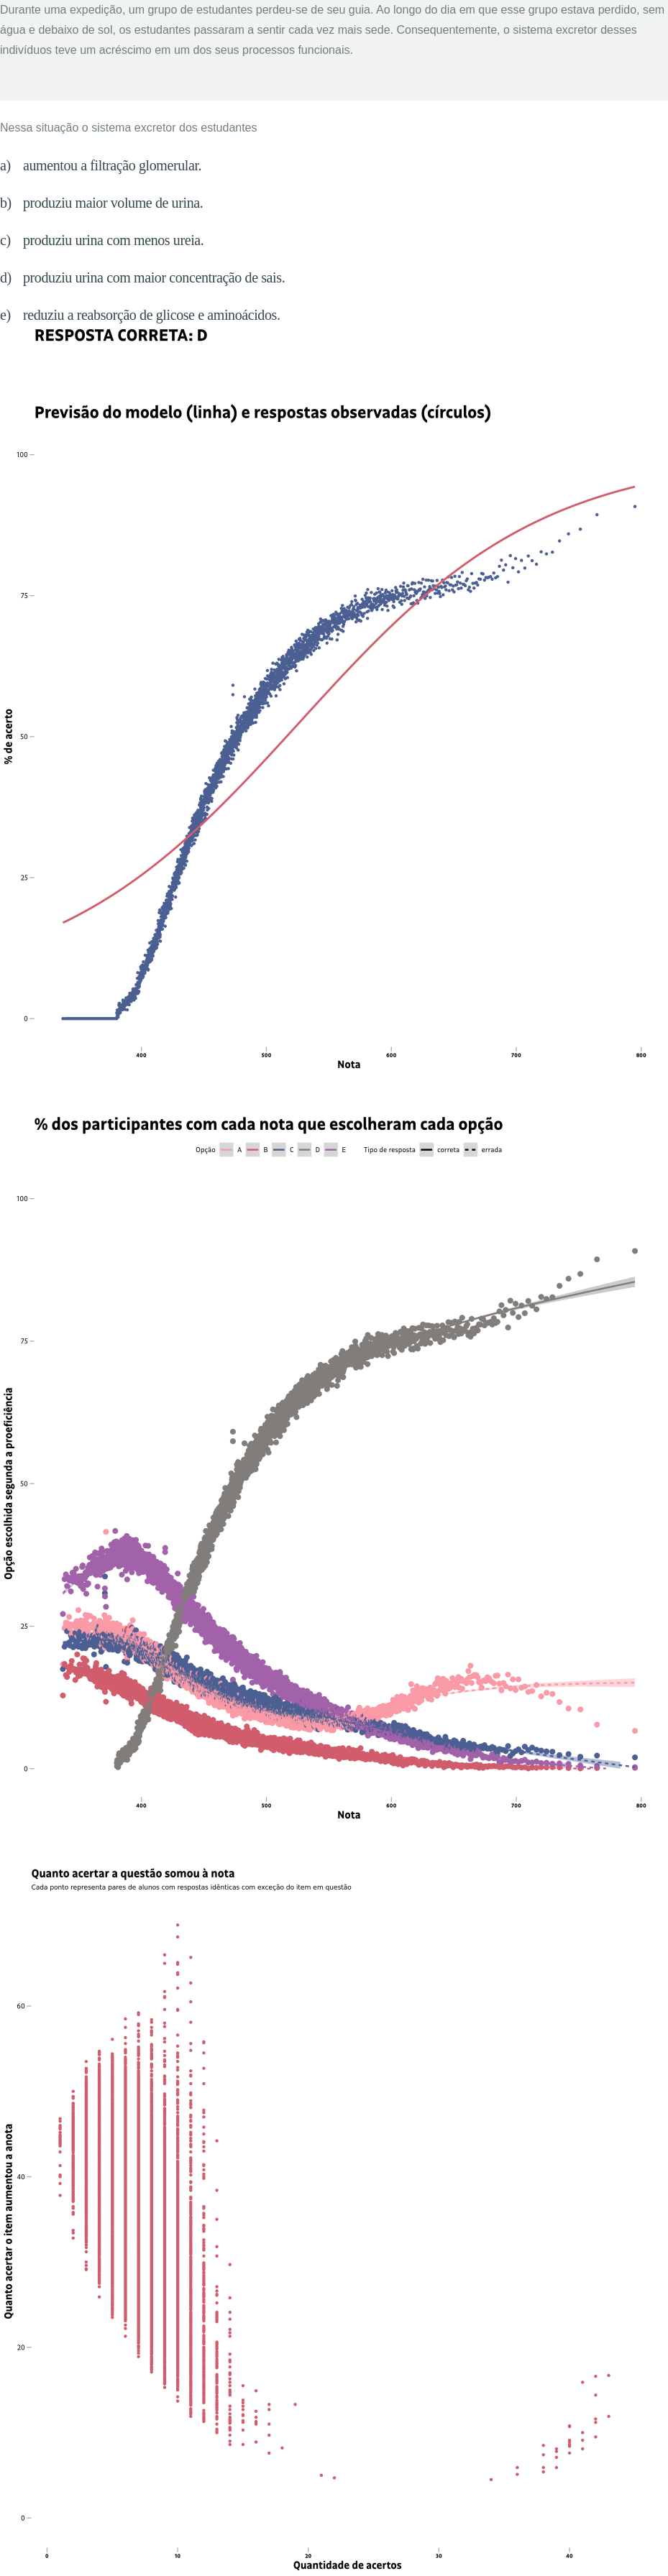 Durante uma expedição, um grupo de estudantes perdeu-se de seu guia. Ao longo do dia em que esse grupo estava perdido, sem
água e debaixo de sol, os estudantes passaram a sentir cada vez mais sede. Consequentemente, o sistema excretor desses
indivíduos teve um acréscimo em um dos seus processos funcionais.
Nessa situação o sistema excretor dos estudantes
a) aumentou a filtração glomerular.
b) produziu maior volume de urina.
c) produziu urina com menos ureia.
d) produziu urina com maior concentração de sais.
e) reduziu a reabsorção de glicose e aminoácidos.
RESPOSTA CORRETA: D
Previsão do modelo (linha) e respostas observadas (círculos)
100
75
50
25
0
% de acerto
400 500 600 700 800
Nota
% dos participantes com cada nota que escolheram cada opção
Opção A B C D E Tipo de resposta correta errada
100
75
50
25
0
Opção escolhida segunda a proeficiência
400 500 600 700 800
Nota
Quanto acertar a questão somou à nota
Cada ponto representa pares de alunos com respostas idênticas com exceção do item em questão
60
40
20
0
Quanto acertar o item aumentou a anota
0 10 20 30 40
Quantidade de acertos